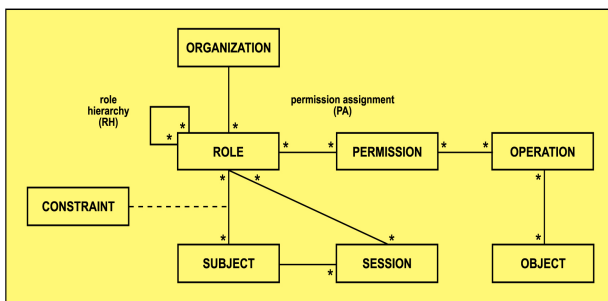 ORGANIZATION
role
hierarchy
(RH)
permission assignment
(PA)
*
*
*
ROLE
*
*
PERMISSION
*
*
OPERATION
*
*
*
CONSTRAINT
*
*
*
SUBJECT
*
SESSION
*
OBJECT